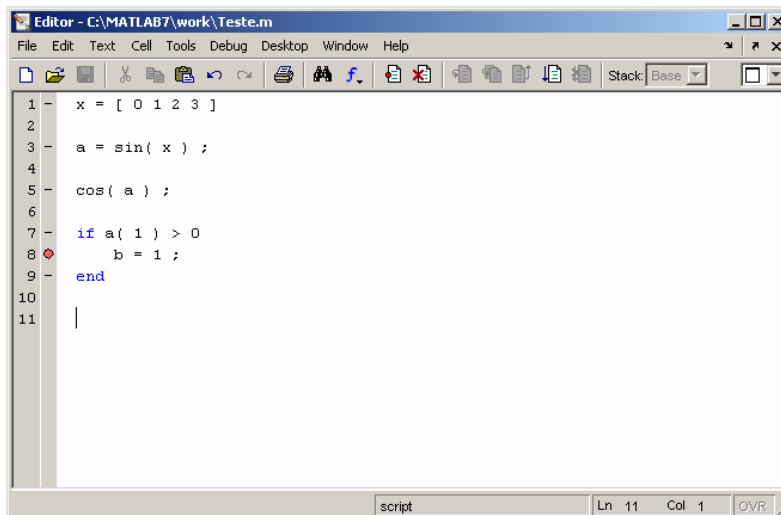 Editor - C:\MATLAB7\work\Teste.m
File Edit Text Cell Tools Debug Desktop Window Help
Stack: Base
1 - x = [ 0 1 2 3 ]
2
3 - a = sin( x ) ;
4
5 - cos( a ) ;
6
7 - if a( 1 ) > 0
8 b = 1 ;
9 - end
10
11
script Ln 11 Col 1 OVR